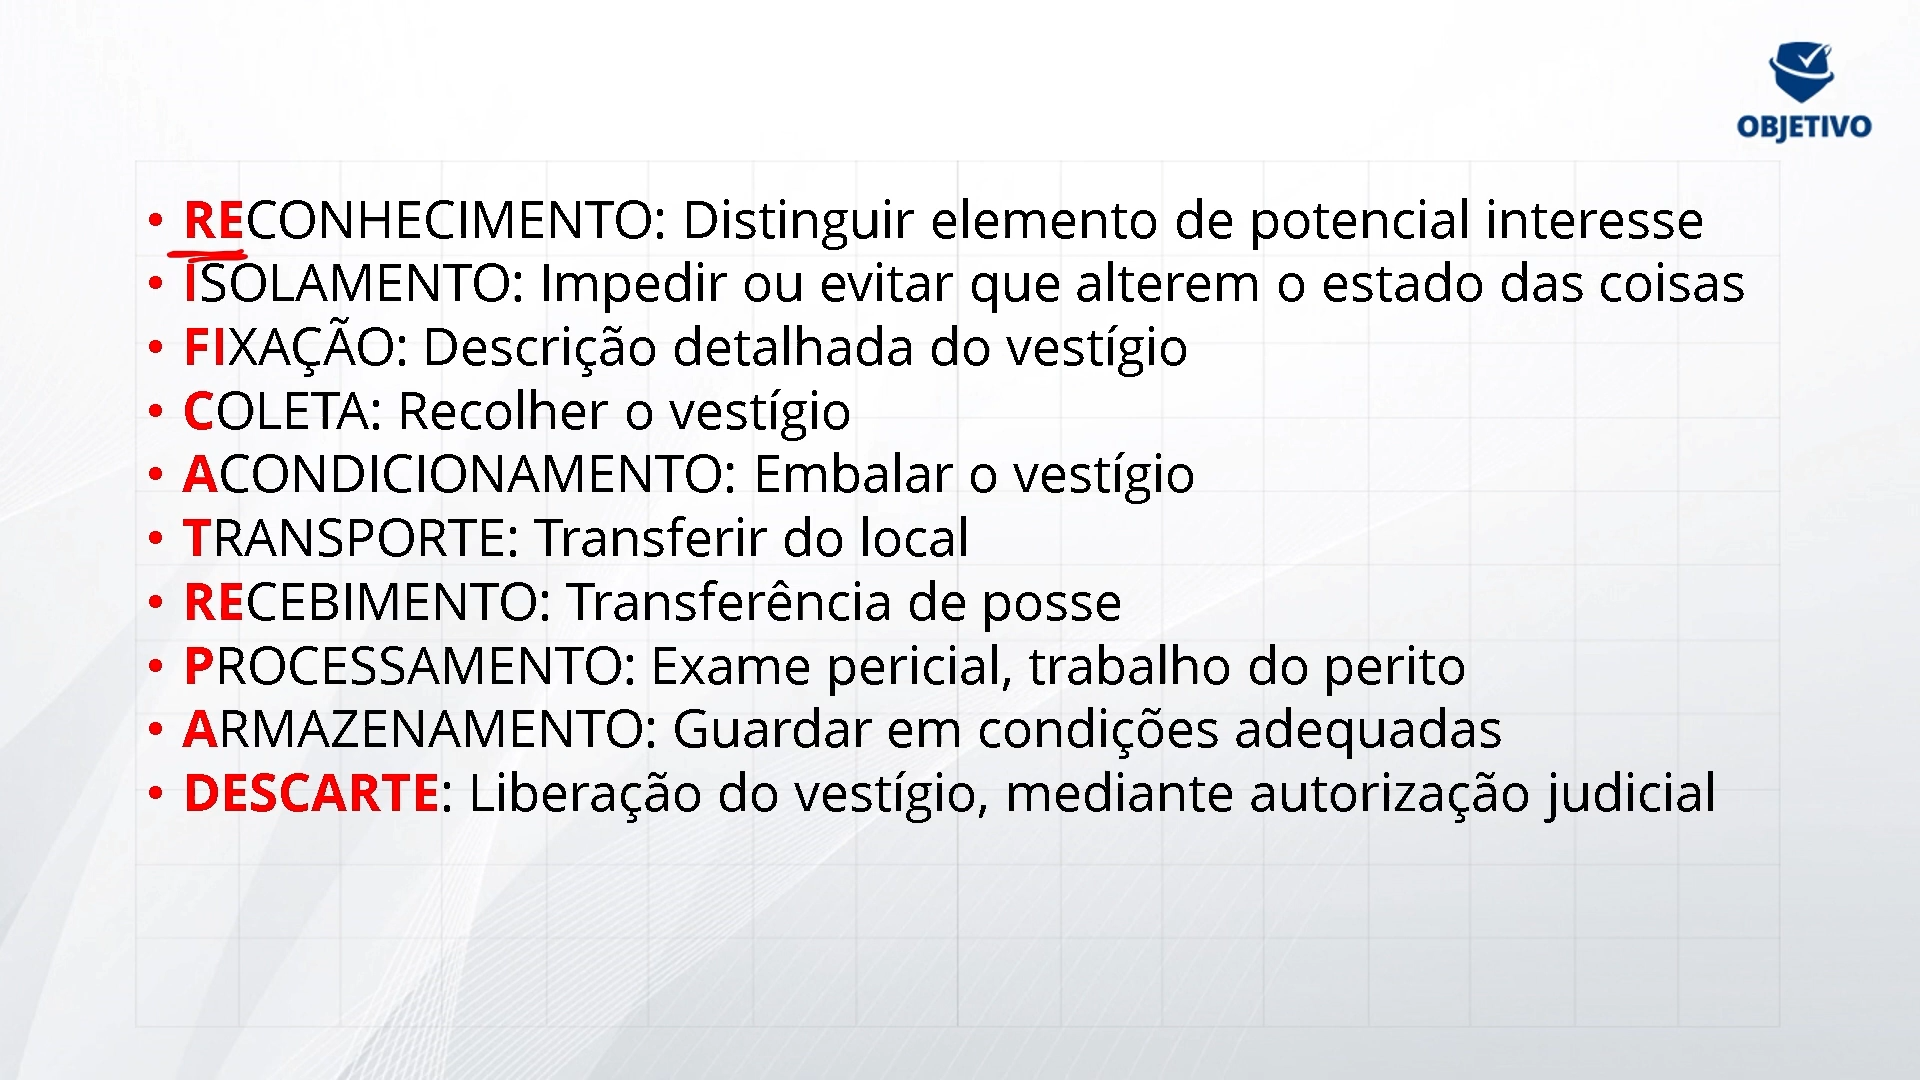 OBJETIVO
• RECONHECIMENTO: Distinguir elemento de potencial interesse
• ISOLAMENTO: Impedir ou evitar que alterem o estado das coisas
• FIXAÇÃO: Descrição detalhada do vestígio
• COLETA: Recolher o vestígio
• ACONDICIONAMENTO: Embalar o vestígio
• TRANSPORTE: Transferir do local
• RECEBIMENTO: Transferência de posse
• PROCESSAMENTO: Exame pericial, trabalho do perito
• ARMAZENAMENTO: Guardar em condições adequadas
• DESCARTE: Liberação do vestígio, mediante autorização judicial